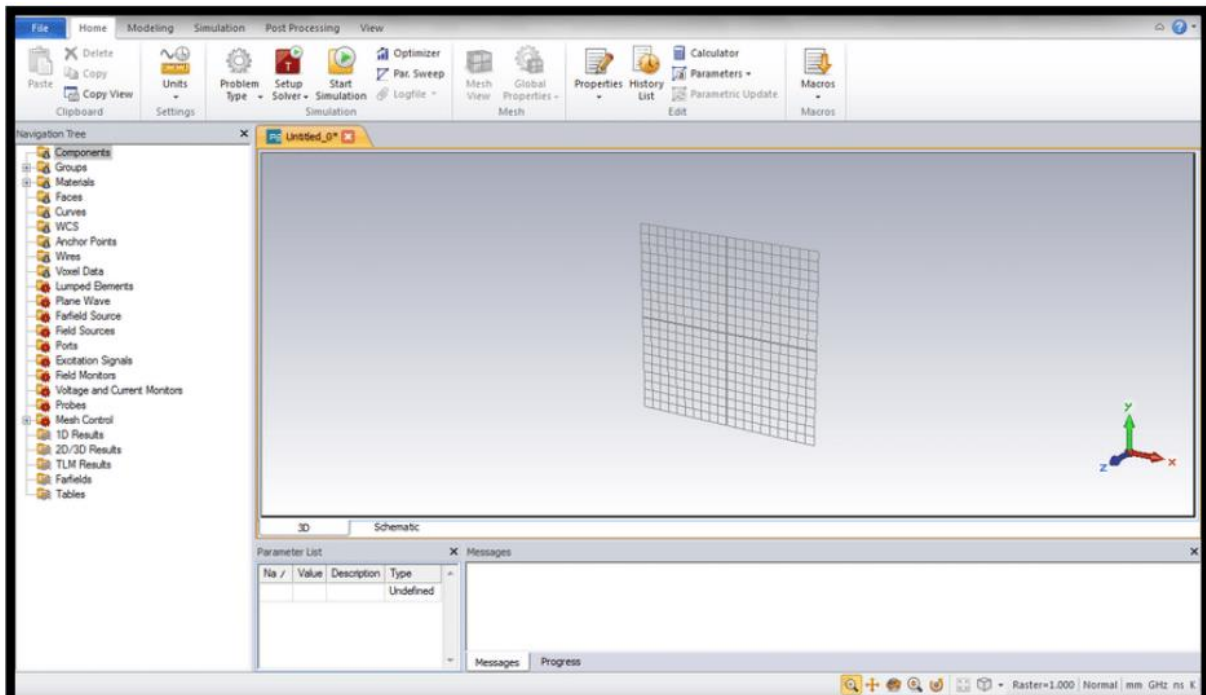 File Home Modeling Simulation Post Processing View
Delete Optimizer Calculator
Copy Par. Sweep Parameters
Paste Copy View Units Problem Type Setup Solver Start Simulation Logfile Mesh View Global Properties Properties History List Parametric Update Macros
Clipboard Settings Simulation Mesh Edit Macros
Navigation Tree
Untitled_0*
Components
Groups
Materials
Faces
Curves
WCS
Anchor Points
Wires
Voxel Data
Lumped Elements
Plane Wave
Farfield Source
Field Sources
Ports
Excitation Signals
Field Monitors
Voltage and Current Monitors
Probes
Mesh Control
1D Results
2D/3D Results
TLM Results
Farfields
Tables
y
z x
3D Schematic
Parameter List Messages
Na / Value Description Type
Undefined
Messages Progress
Raster=1.000 Normal mm GHz ns K